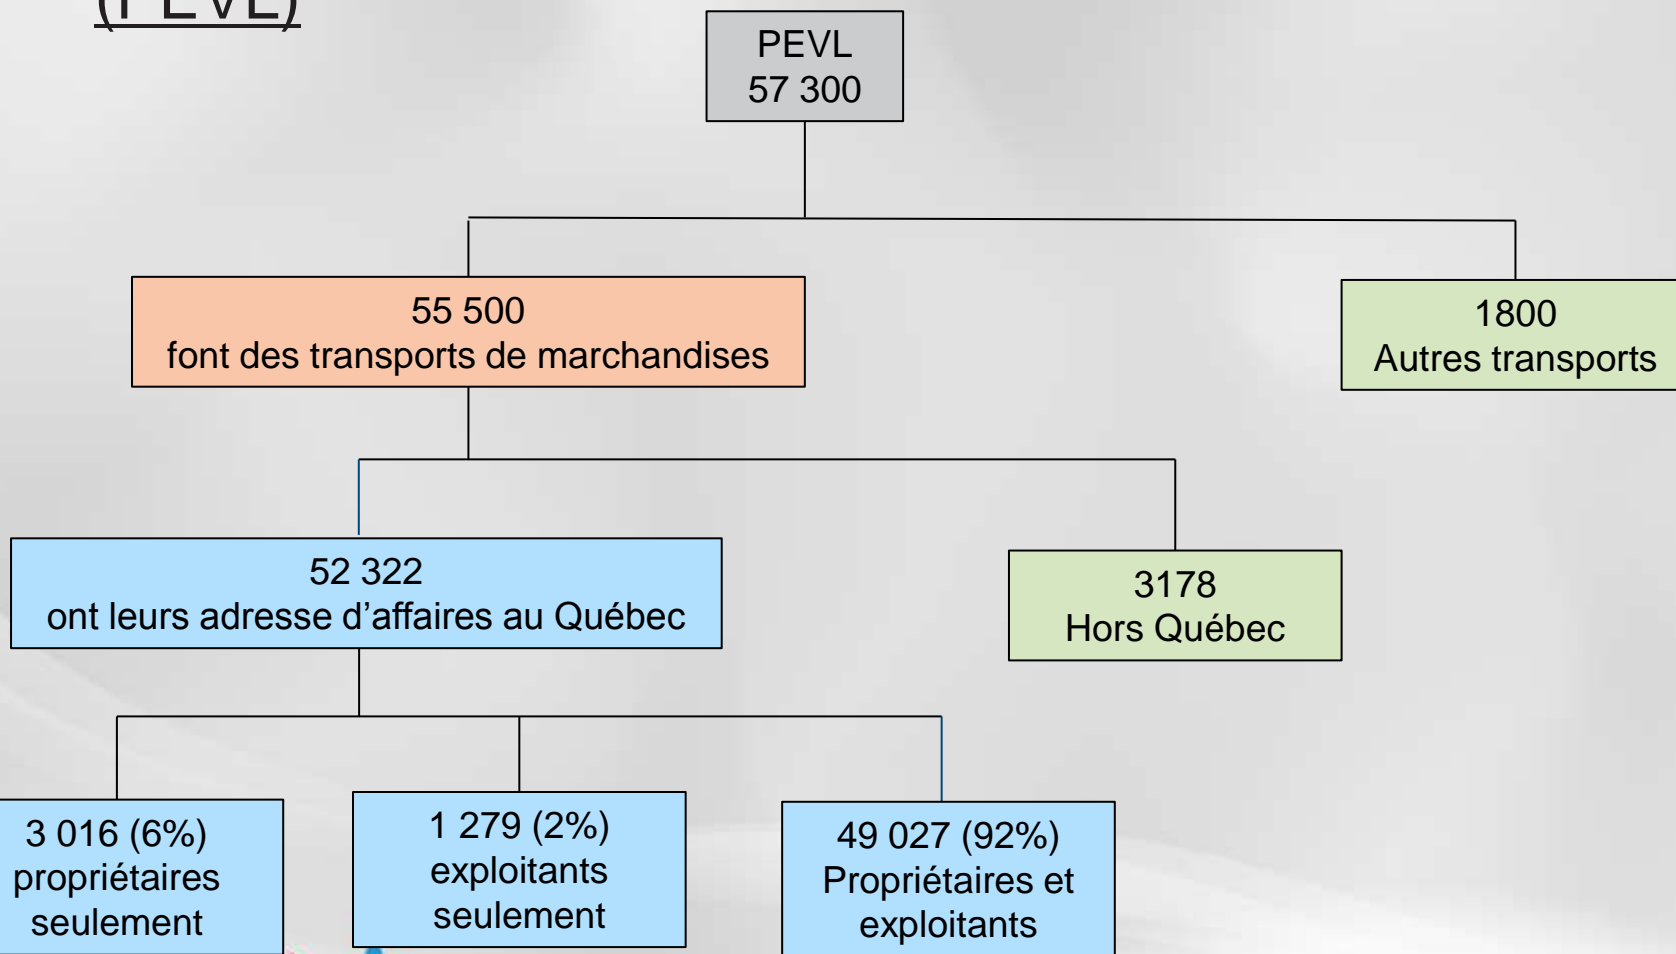 (PEVL)
PEVL
57 300
55 500
font des transports de marchandises
1800
Autres transports
52 322
ont leurs adresse d’affaires au Québec
3178
Hors Québec
3 016 (6%)
propriétaires
seulement
1 279 (2%)
exploitants
seulement
49 027 (92%)
Propriétaires et
exploitants